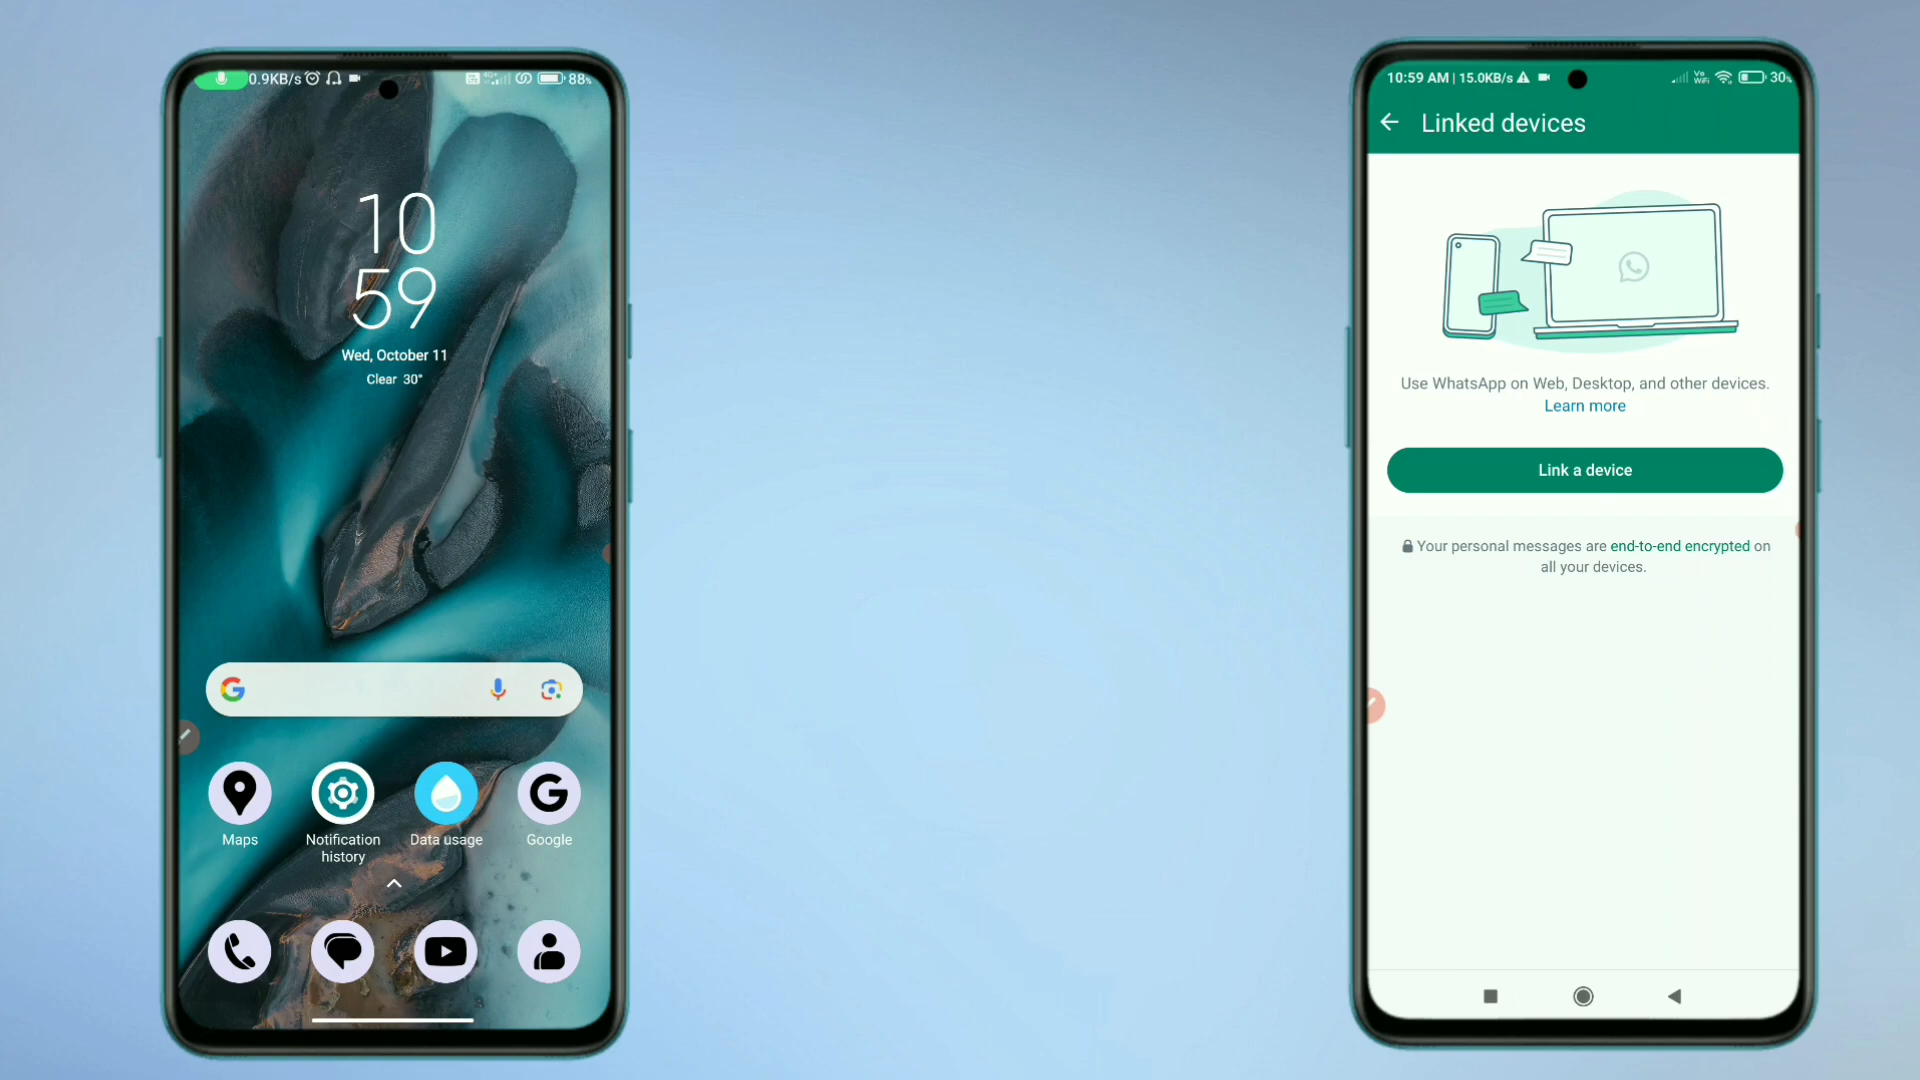 0.9KB/s 88%
10
59
Wed, October 11
Clear 30°
Maps
Notification
history
Data usage
Google
10:59 AM | 15.0KB/s Vo WiFi 30%
Linked devices
Use WhatsApp on Web, Desktop, and other devices.
Learn more
Link a device
Your personal messages are end-to-end encrypted on
all your devices.